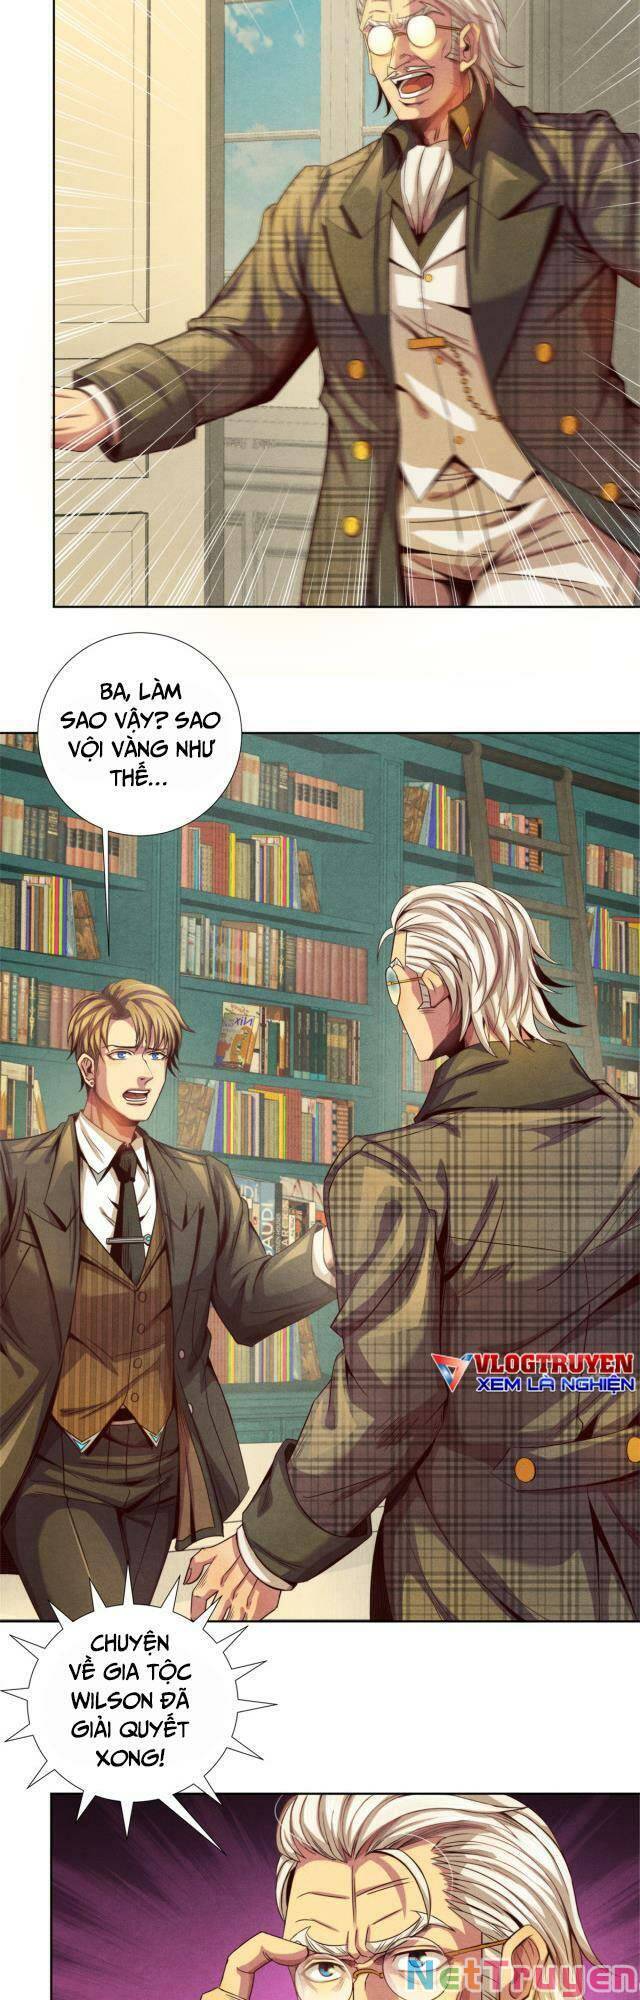 BA, LÀM
SAO VẬY? SAO
VỘI VÀNG NHƯ
THẾ...
XIN
VLOGTRUYEN
XEM LÀ NGHIỆN
CHUYỆN
VỀ GIA TỘC
WILSON ĐÃ
GIẢI QUYẾT
XONG!
NetTruyen